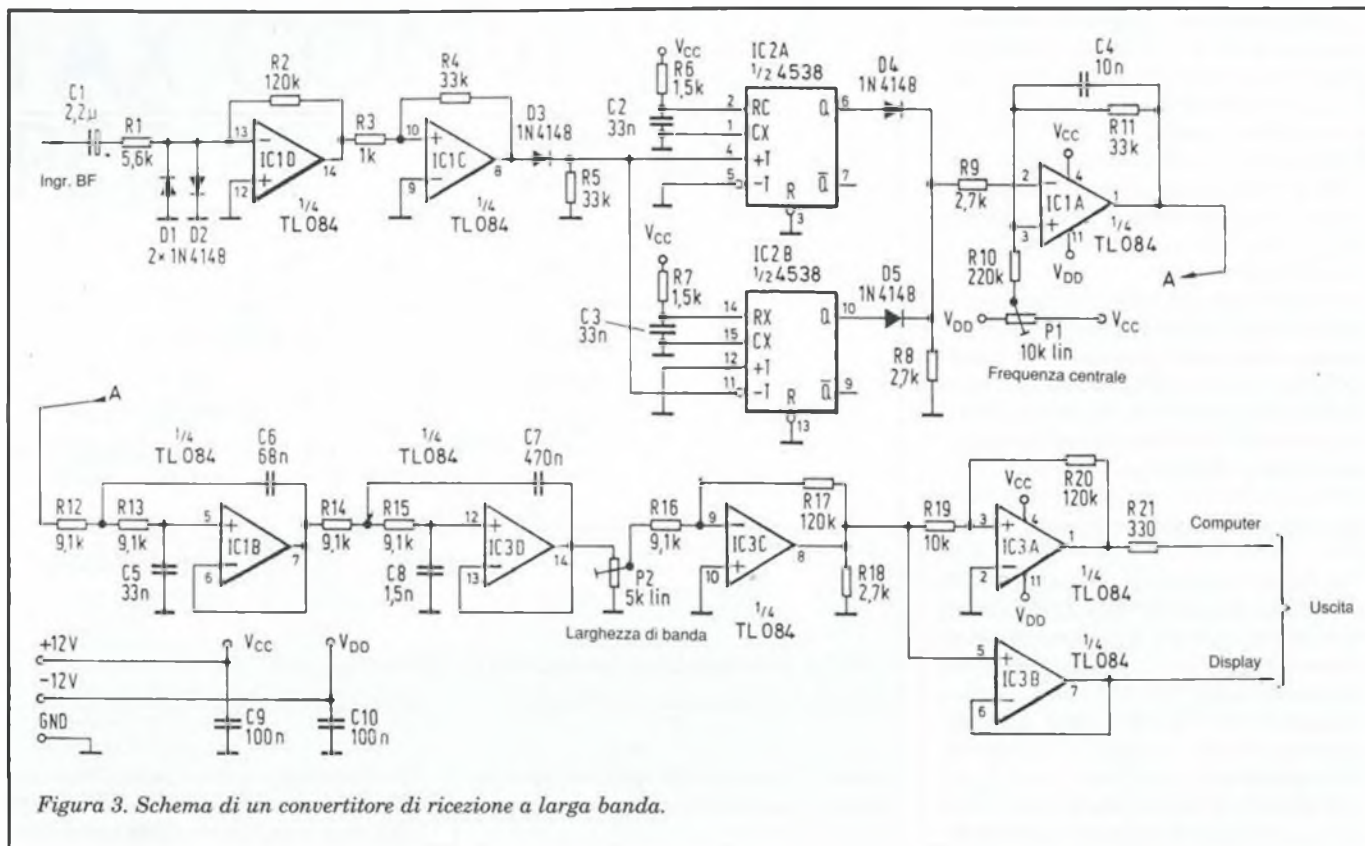 C1
2,2µ
R1
5,6k
Ingr. BF
D1 D2
2× 1N4148
R2
120k
13
12
IC1D
14
1/4
TL084
R3
1k
R4
33k
10
9
IC1C
8
1/4
TL084
D3
1N4148
R5
33k
VCC
R6
1,5k
C2
33n
IC2A
1/2 4538
2 RC
1 CX
4 +T
5 -T
Q 6
Q̅ 7
R
3
D4
1N4148
VCC
R7
1,5k
C3
33n
IC2B
1/2 4538
14 RX
15 CX
12 +T
11 -T
Q 10
Q̅ 9
R
13
D5
1N4148
R8
2,7k
R9
2,7k
C4
10n
R11
33k
VCC
4
2
3
IC1A
1
11
VDD
1/4
TL084
R10
220k
VDD
P1
VCC
10k lin
Frequenza centrale
A
A
R12
9,1k
R13
9,1k
C5
33n
1/4
TL084
C6
68n
5
6
IC1B
7
R14
9,1k
R15
9,1k
C8
1,5n
1/4
TL084
C7
470n
12
13
IC3D
14
P2
5k lin
Larghezza di banda
R16
9,1k
R17
120k
9
10
IC3C
8
1/4
TL084
R18
2,7k
R19
10k
R20
120k
VCC
4
3
2
IC3A
1
11
VDD
1/4
TL084
R21
330
Computer
Uscita
5
6
IC3B
7
1/4
TL084
Display
+12V
-12V
GND
VCC
VDD
C9
100n
C10
100n
Figura 3. Schema di un convertitore di ricezione a larga banda.